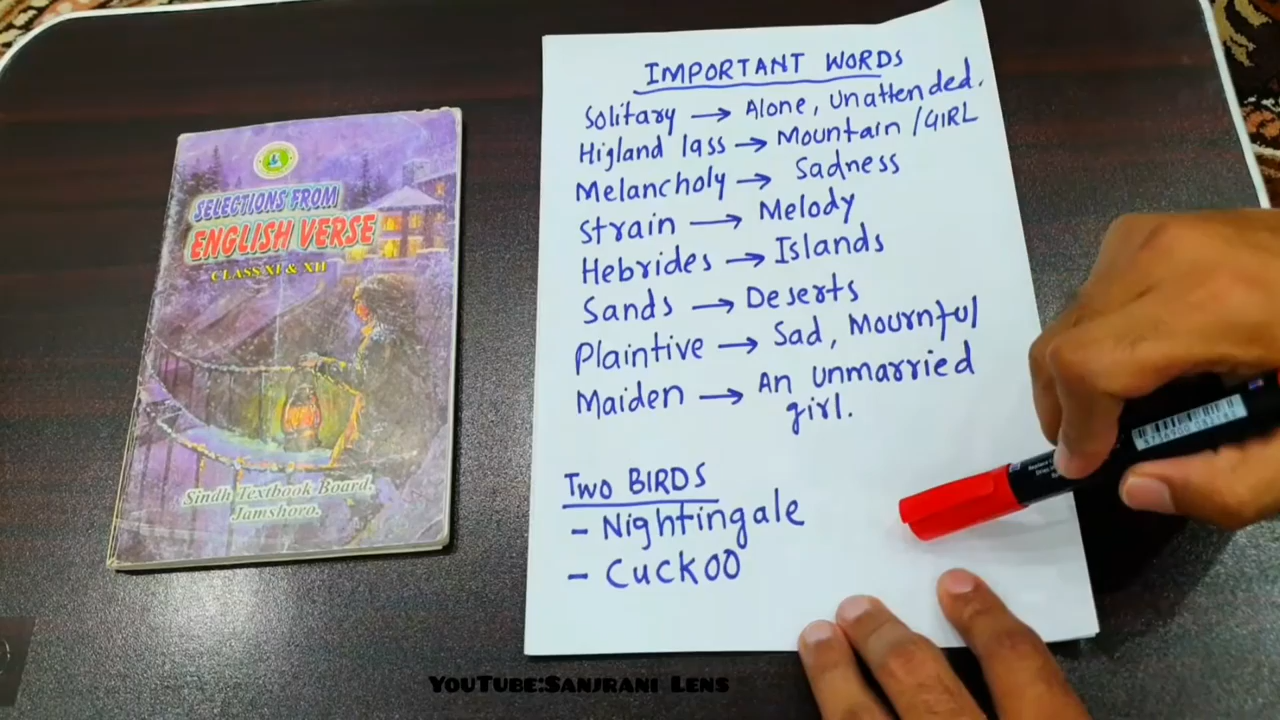 SELECTIONS FROM
ENGLISH VERSE
CLASS XI & XII
Sindh Textbook Board,
Jamshoro.
IMPORTANT WORDS
Solitary → Alone, Unattended.
Higland lass → Mountain / GIRL
Melancholy → Sadness
Strain → Melody
Hebrides → Islands
Sands → Deserts
Plaintive → Sad, Mournful
Maiden → An unmarried
girl.
Two BIRDS
- Nightingale
- Cuckoo
YouTube:Sanjrani Lens